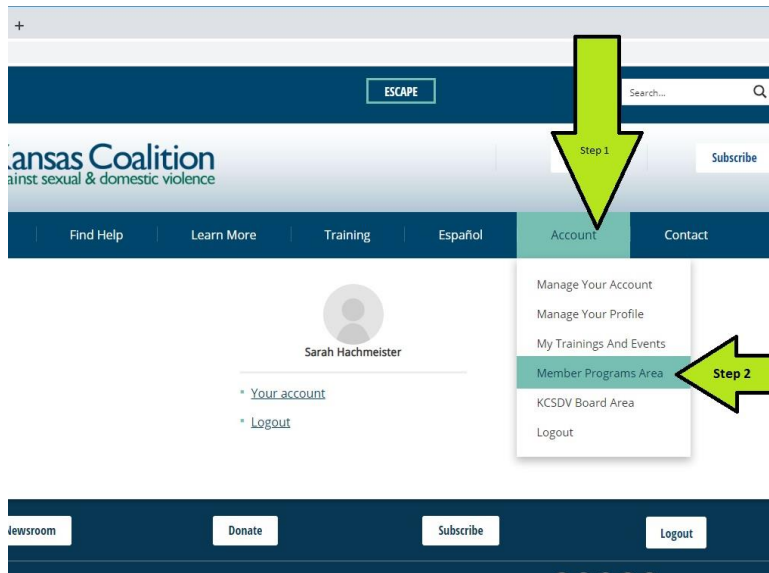 +
ESCAPE
Search...
Kansas Coalition
against sexual & domestic violence
Step 1
Subscribe
Find Help
Learn More
Training
Español
Account
Contact
Manage Your Account
Manage Your Profile
My Trainings And Events
Member Programs Area
Step 2
KCSDV Board Area
Logout
Sarah Hachmeister
Your account
Logout
Newsroom
Donate
Subscribe
Logout